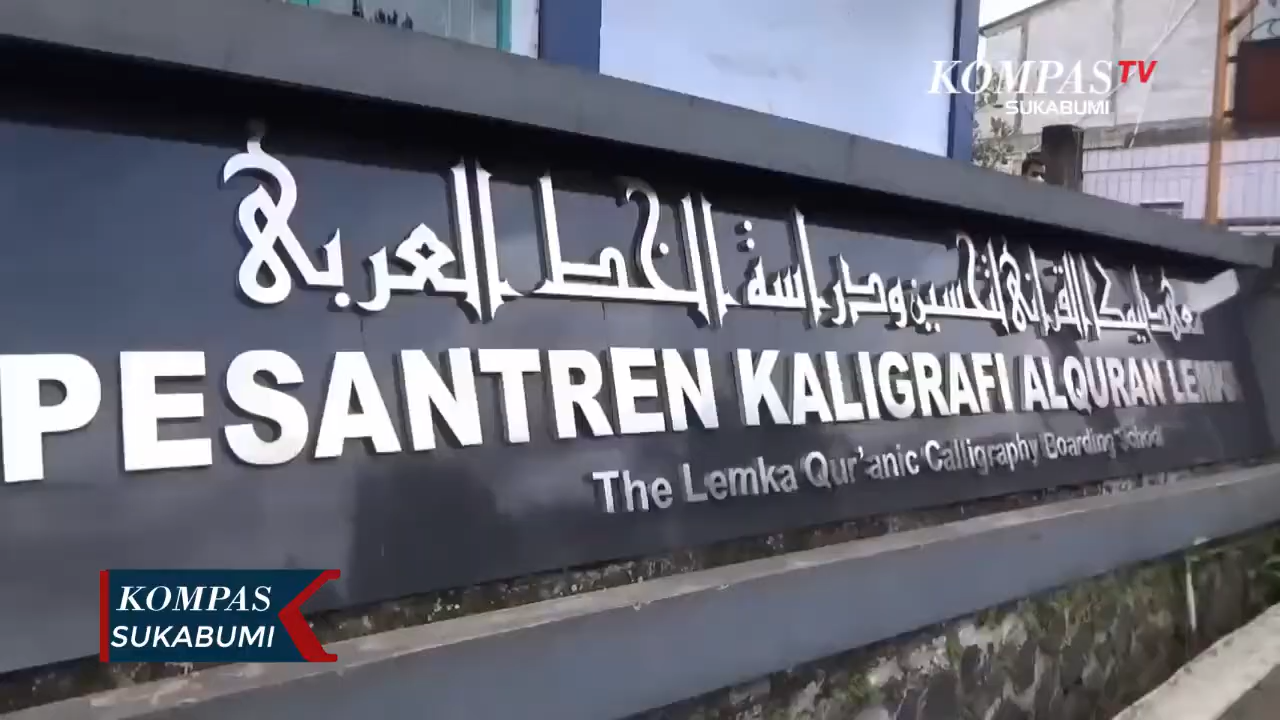 KOMPAS TV
SUKABUMI
معهد ليمكا القرآني لتحسين ودراسة الخط العربي
PESANTREN KALIGRAFI ALQURAN LEMKA
The Lemka Qur'anic Calligraphy Boarding School
KOMPAS
SUKABUMI